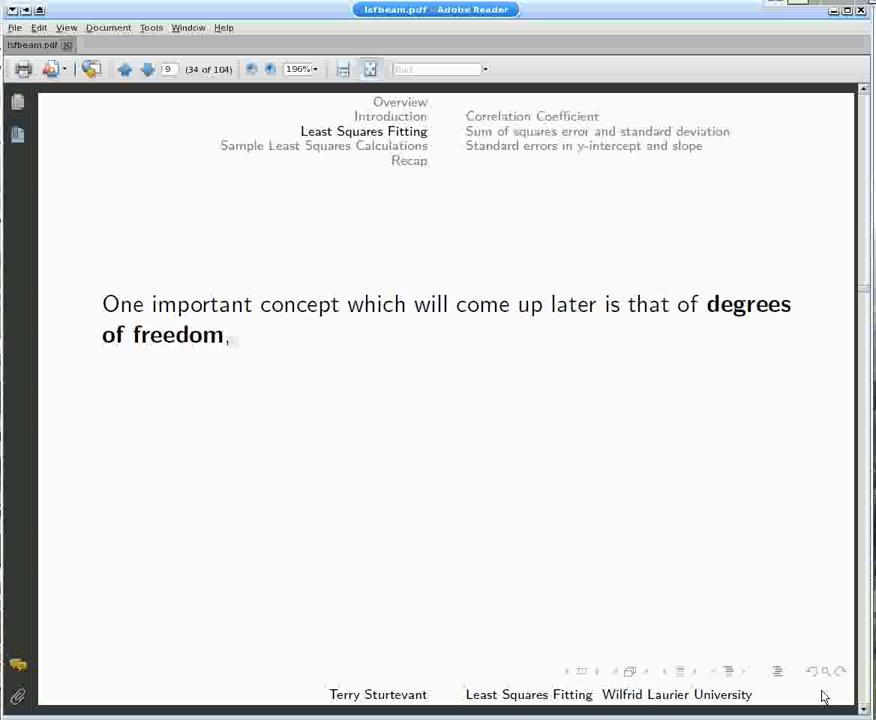 lsfbeam.pdf - Adobe Reader
File Edit View Document Tools Window Help
lsfbeam.pdf
9 (34 of 104) 196% Find
Overview
Introduction Correlation Coefficient
Least Squares Fitting Sum of squares error and standard deviation
Sample Least Squares Calculations Standard errors in y-intercept and slope
Recap
One important concept which will come up later is that of degrees
of freedom,
Terry Sturtevant Least Squares Fitting Wilfrid Laurier University